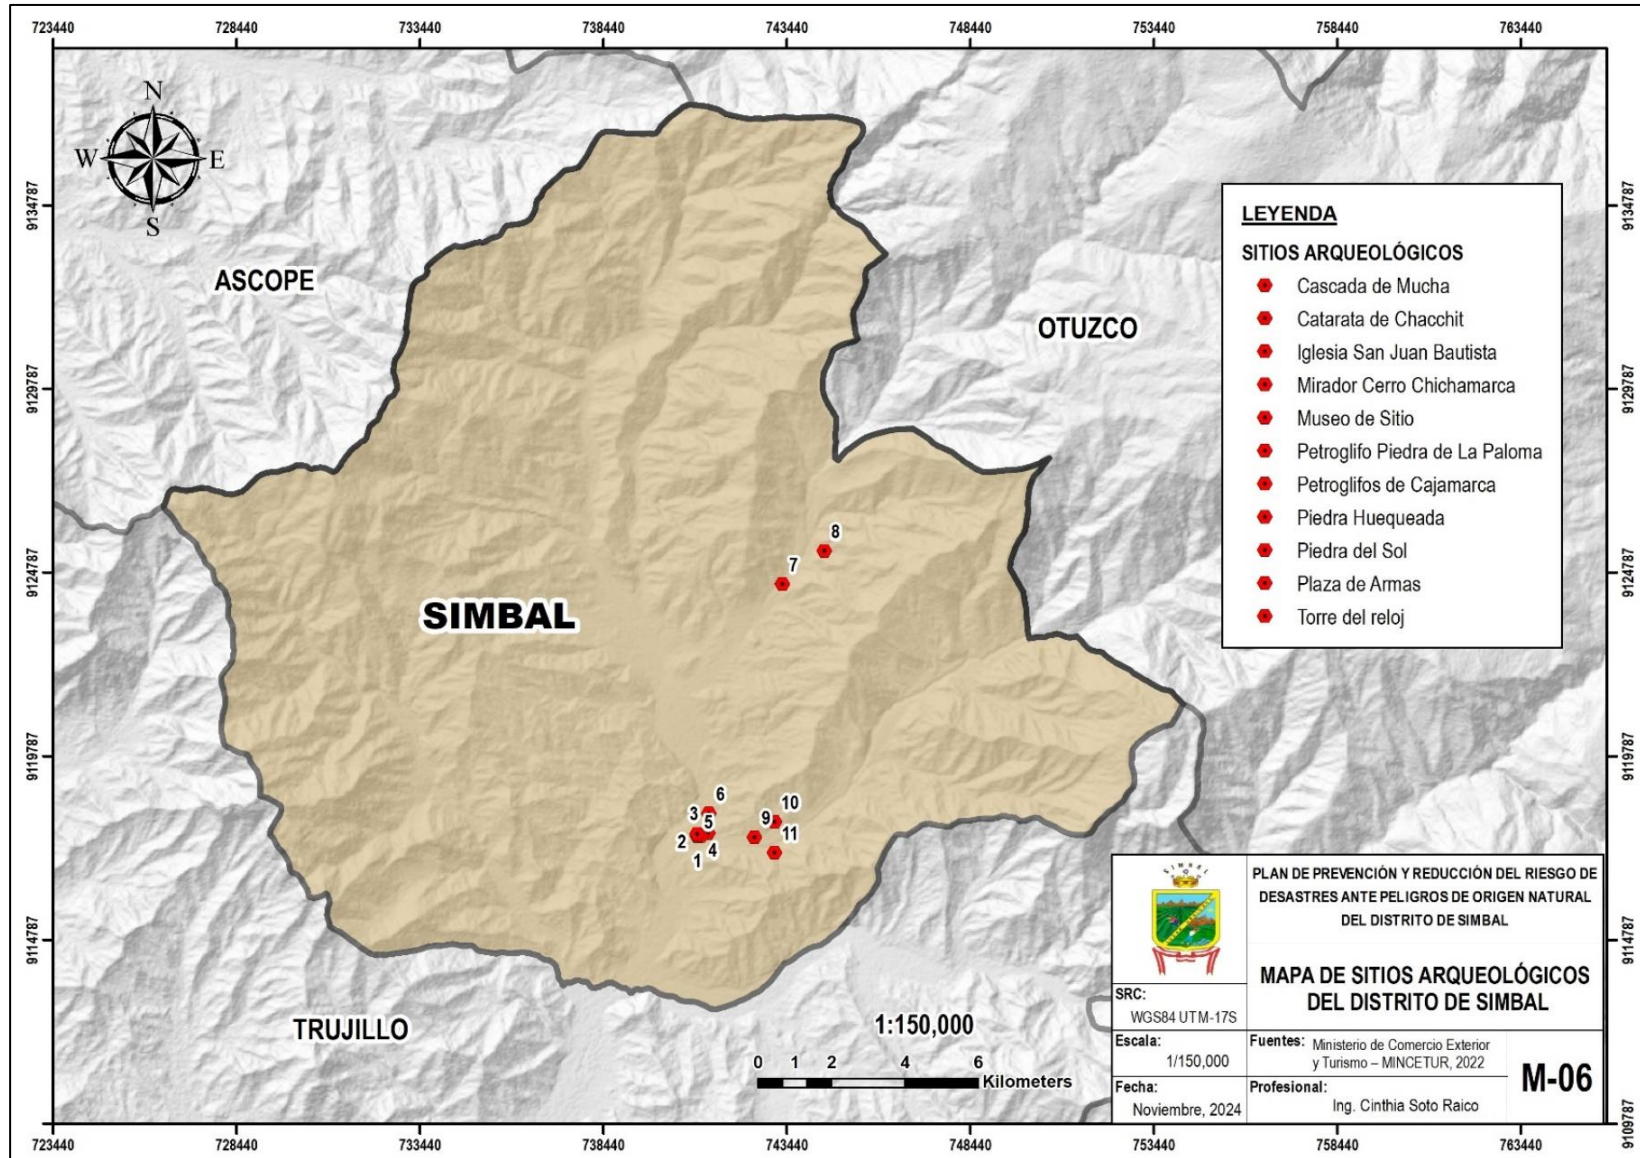 723440 728440 733440 738440 743440 748440 753440 758440 763440
N
W E
S
9134787 9134787
ASCOPE
OTUZCO
LEYENDA
SITIOS ARQUEOLÓGICOS
Cascada de Mucha
Catarata de Chacchit
Iglesia San Juan Bautista
Mirador Cerro Chichamarca
Museo de Sitio
Petroglifo Piedra de La Paloma
Petroglifos de Cajamarca
Piedra Huequeada
Piedra del Sol
Plaza de Armas
Torre del reloj
9129787 9129787
8
7
9124787 9124787
SIMBAL
9119787 9119787
6
3 10
5 9
2 11
1 4
9114787 9114787
TRUJILLO
1:150,000
0 1 2 4 6
Kilometers
SIMBAL
PLAN DE PREVENCIÓN Y REDUCCIÓN DEL RIESGO DE
DESASTRES ANTE PELIGROS DE ORIGEN NATURAL
DEL DISTRITO DE SIMBAL
MAPA DE SITIOS ARQUEOLÓGICOS
DEL DISTRITO DE SIMBAL
SRC:
WGS84 UTM-17S
Escala:
1/150,000
Fuentes: Ministerio de Comercio Exterior
y Turismo – MINCETUR, 2022
M-06
Fecha:
Noviembre, 2024
Profesional:
Ing. Cinthia Soto Raico
9109787
723440 728440 733440 738440 743440 748440 753440 758440 763440